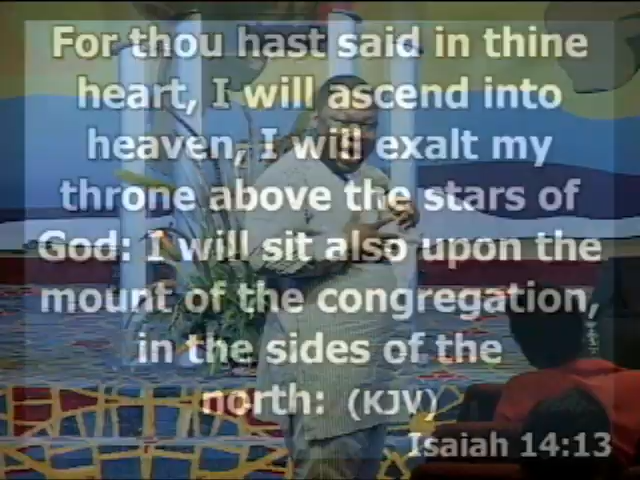 For thou hast said in thine
heart, I will ascend into
heaven, I will exalt my
throne above the stars of
God: I will sit also upon the
mount of the congregation,
in the sides of the
north: (KJV)
Isaiah 14:13